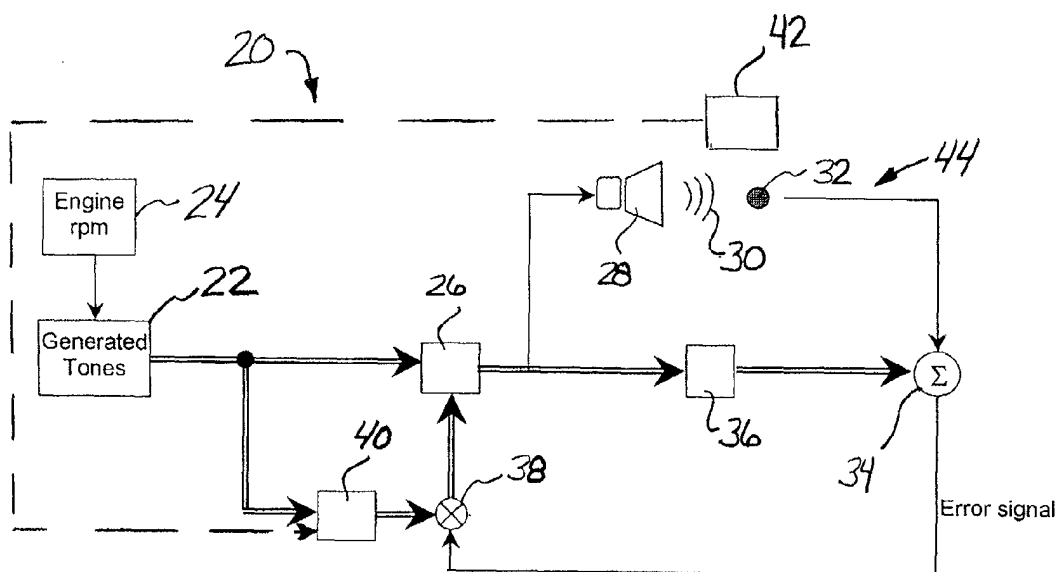 20
42
Engine
rpm
24
32
44
28
30
22
26
Generated
Tones
Σ
36
34
40
38
Error signal